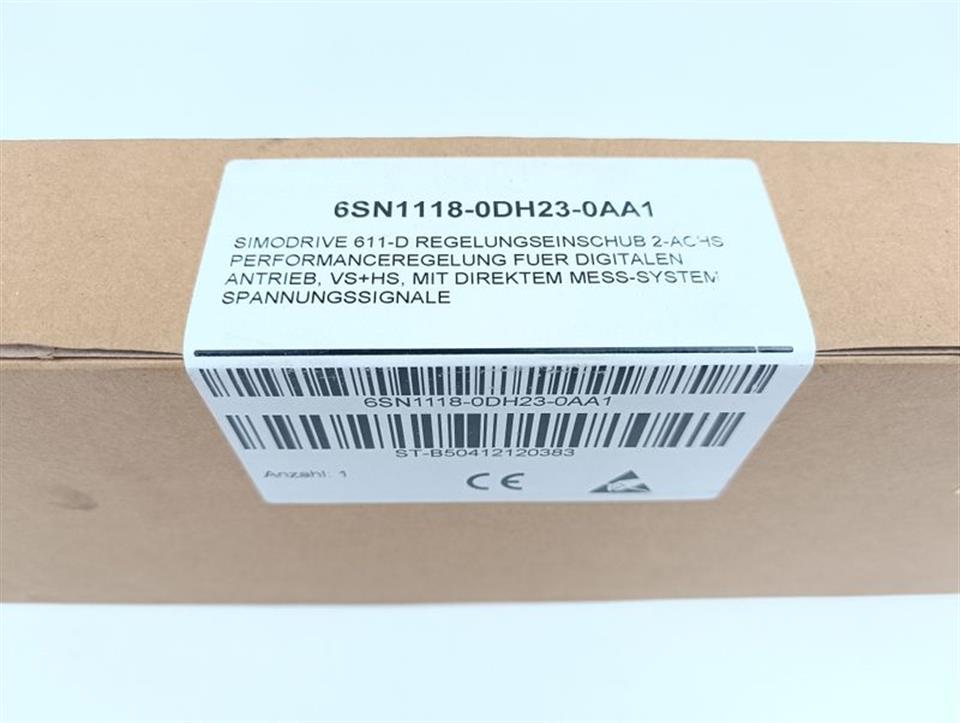 6SN1118-0DH23-0AA1
SIMODRIVE 611-D REGELUNGSEINSCHUB 2-ACHS
PERFORMANCEREGELUNG FUER DIGITALEN
ANTRIEB, VS+HS, MIT DIREKTEM MESS-SYSTEM
SPANNUNGSSIGNALE
6SN1118-0DH23-0AA1
ST-B50412120383
Anzahl: 1
CE